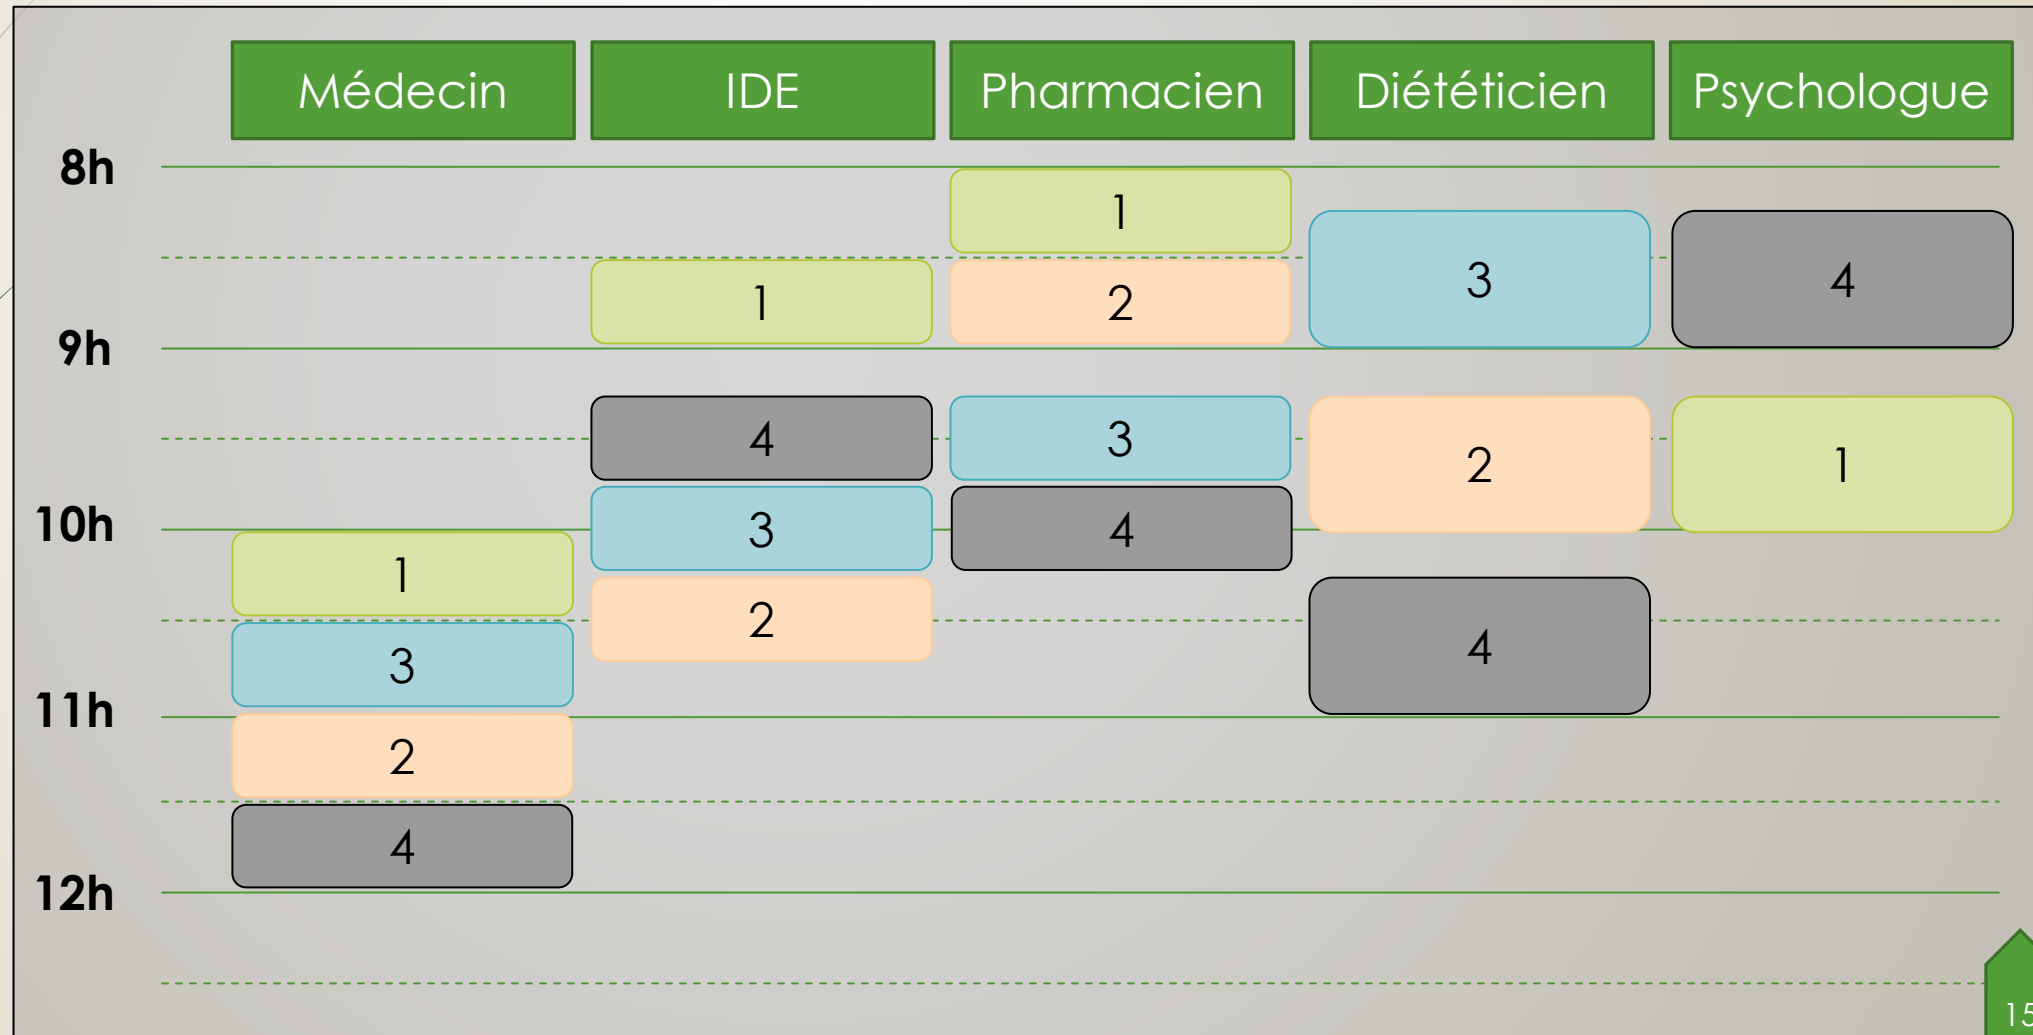 Médecin IDE Pharmacien Diététicien Psychologue
8h
1
3 4
1 2
9h
4 3 2 1
10h
3 4
1
2
3 4
11h
2
4
12h
15